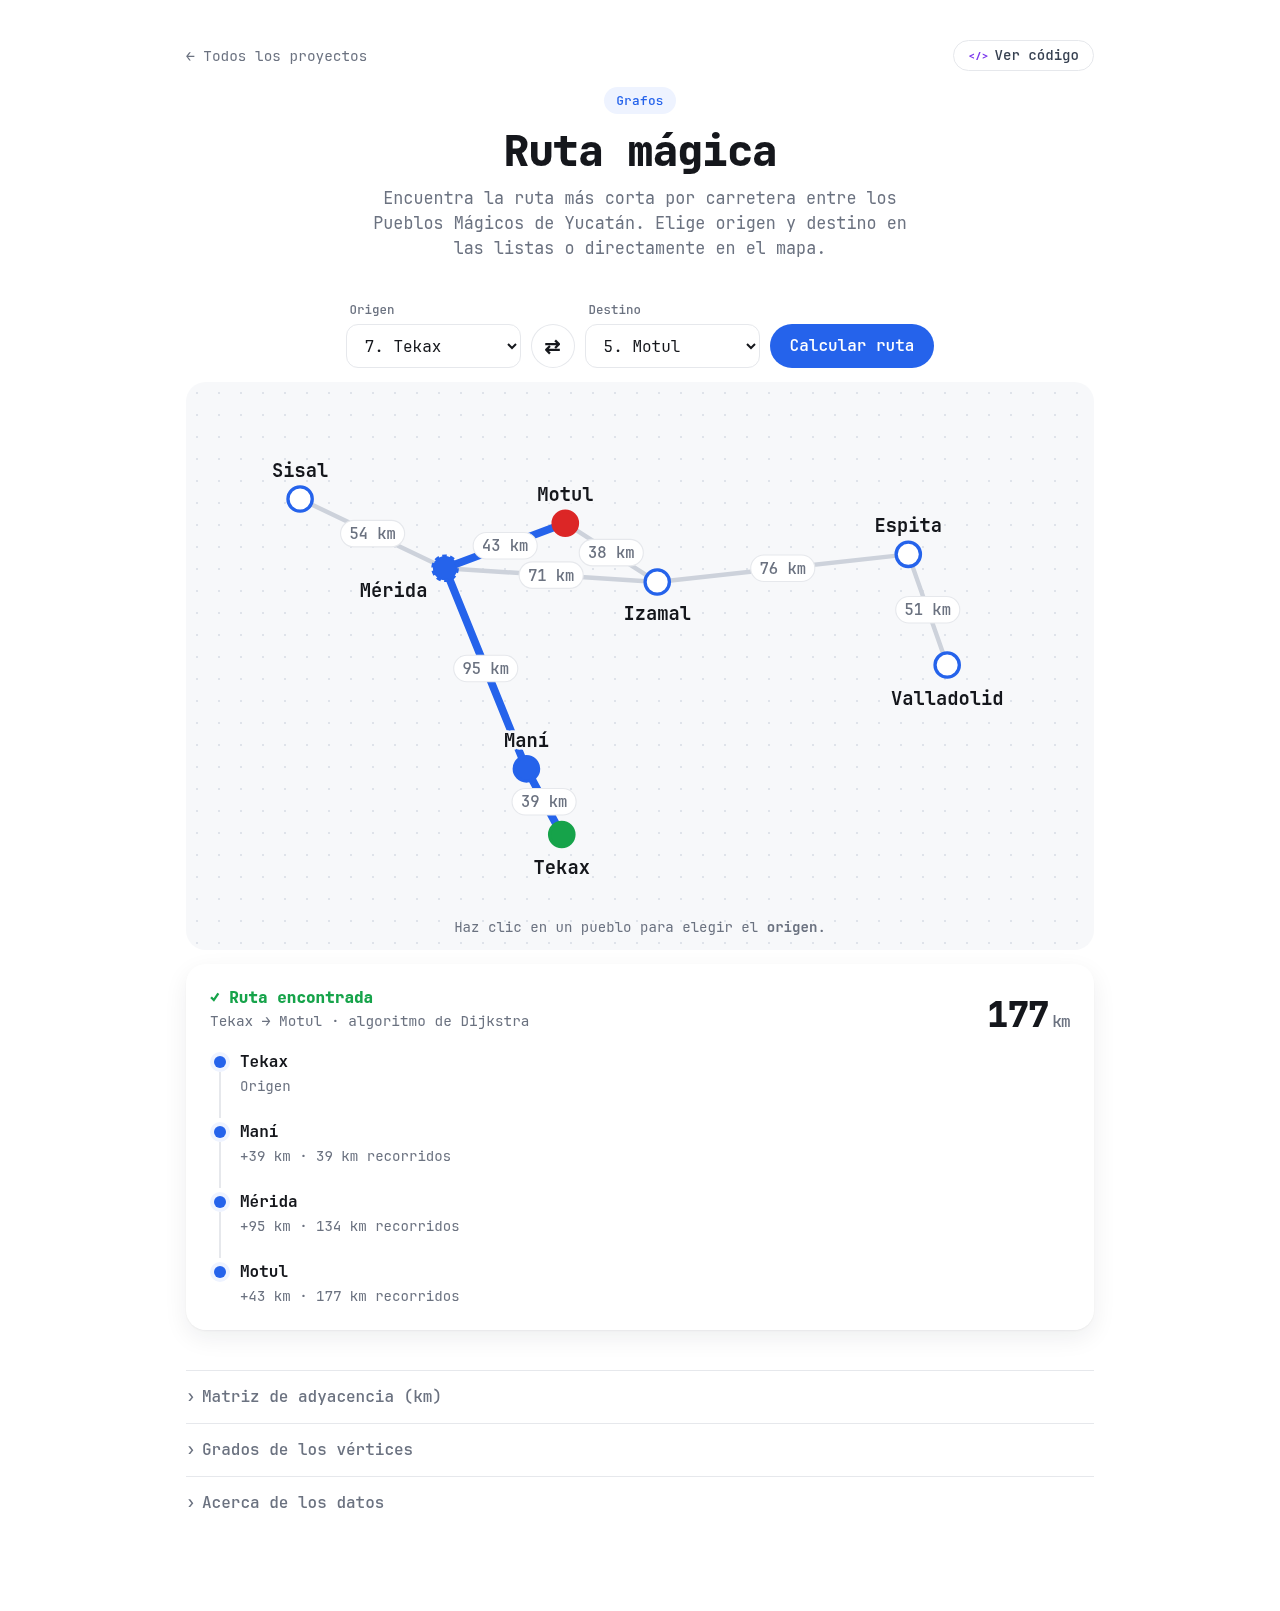 ← Todos los proyectos
</> Ver código
Grafos
Ruta mágica
Encuentra la ruta más corta por carretera entre los
Pueblos Mágicos de Yucatán. Elige origen y destino en
las listas o directamente en el mapa.
Origen
Destino
7. Tekax
⇄
5. Motul
Calcular ruta
Sisal
Motul
Espita
54 km
43 km
38 km
76 km
71 km
Mérida
Izamal
51 km
95 km
Valladolid
Maní
39 km
Tekax
Haz clic en un pueblo para elegir el origen.
✓ Ruta encontrada
Tekax → Motul · algoritmo de Dijkstra
177 km
Tekax
Origen
Maní
+39 km · 39 km recorridos
Mérida
+95 km · 134 km recorridos
Motul
+43 km · 177 km recorridos
› Matriz de adyacencia (km)
› Grados de los vértices
› Acerca de los datos